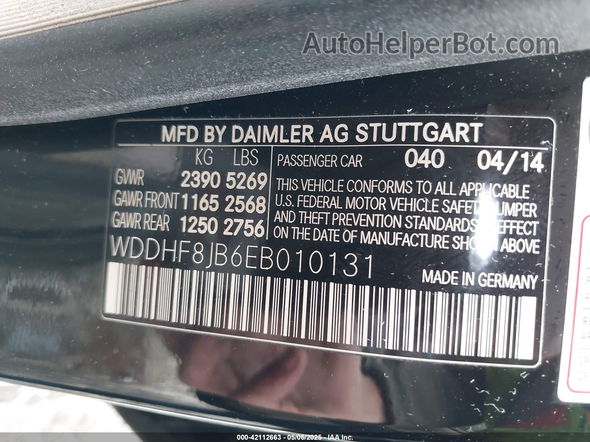 AutoHelperBot.com
MFD BY DAIMLER AG STUTTGART
KG LBS PASSENGER CAR 040 04/14
GVWR 2390 5269
GAWR FRONT 1165 2568
GAWR REAR 1250 2756
THIS VEHICLE CONFORMS TO ALL APPLICABLE
U.S. FEDERAL MOTOR VEHICLE SAFETY, BUMPER
AND THEFT PREVENTION STANDARDS IN EFFECT
ON THE DATE OF MANUFACTURE SHOWN ABOVE.
WDDHF8JB6EB010131
MADE IN GERMANY
000-42112663 — 05/06/2025 — IAA Inc.